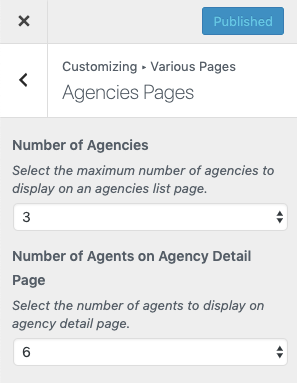 Published
Customizing ▸ Various Pages
Agencies Pages
Number of Agencies
Select the maximum number of agencies to
display on an agencies list page.
3
Number of Agents on Agency Detail
Page
Select the number of agents to display on
agency detail page.
6